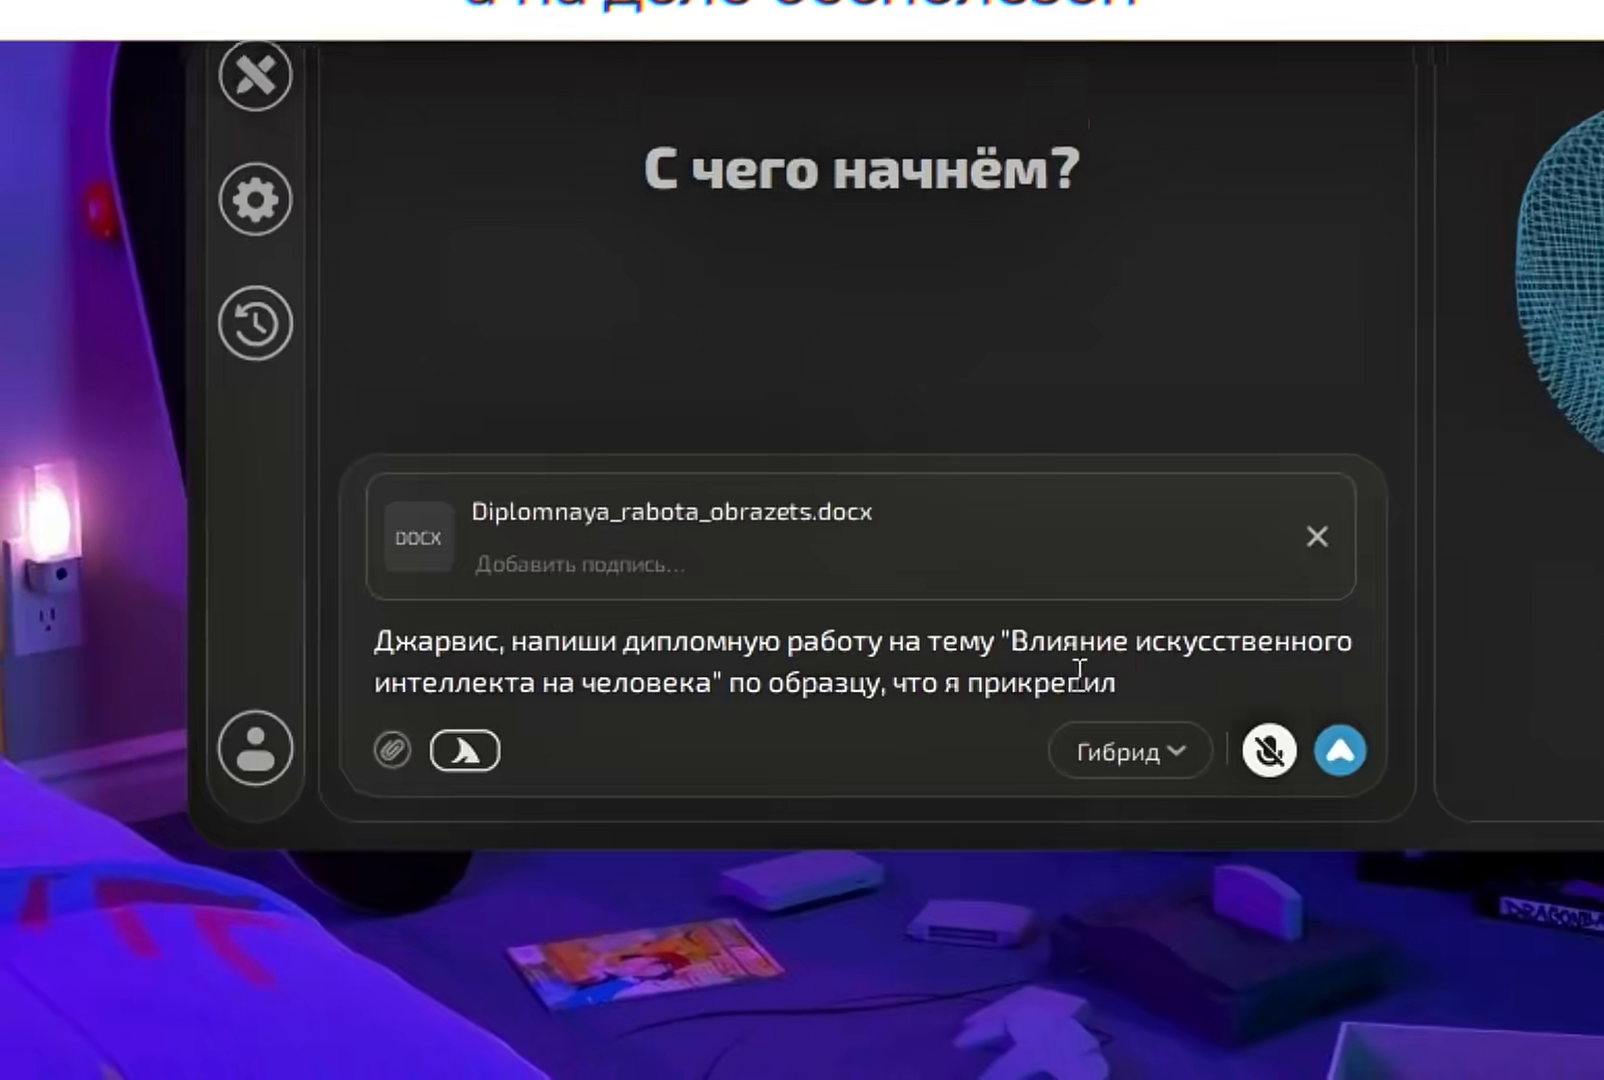 С чего начнём?
DOCX
Diplomnaya_rabota_obrazets.docx
Добавить подпись...
Джарвис, напиши дипломную работу на тему "Влияние искусственного
интеллекта на человека" по образцу, что я прикрепил
Гибрид